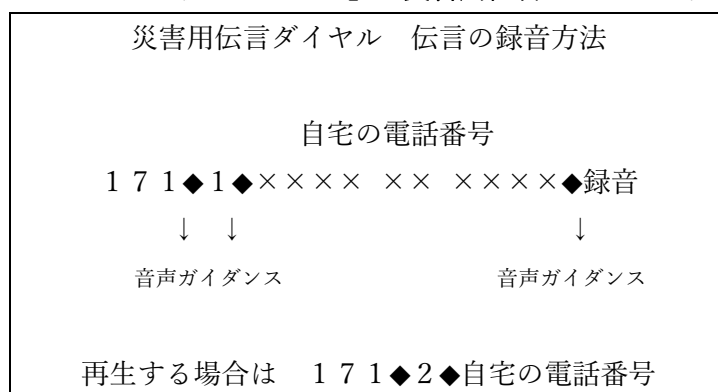 災害用伝言ダイヤル　伝言の録音方法
自宅の電話番号
１７１◆１◆×××× ×× ××××◆録音
↓ ↓ ↓
音声ガイダンス 音声ガイダンス
再生する場合は　１７１◆２◆自宅の電話番号